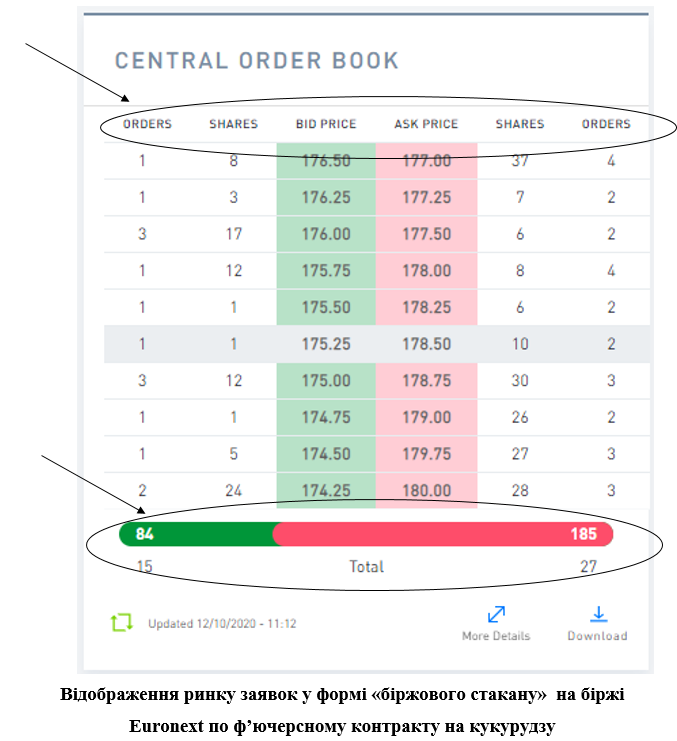 CENTRAL ORDER BOOK
ORDERS SHARES BID PRICE ASK PRICE SHARES ORDERS
1 8 176.50 177.00 37 4
1 3 176.25 177.25 7 2
3 17 176.00 177.50 6 2
1 12 175.75 178.00 8 4
1 1 175.50 178.25 6 2
1 1 175.25 178.50 10 2
3 12 175.00 178.75 30 3
1 1 174.75 179.00 26 2
1 5 174.50 179.75 27 3
2 24 174.25 180.00 28 3
84 185
15 Total 27
Updated 12/10/2020 - 11:12 More Details Download
Відображення ринку заявок у формі «біржового стакану» на біржі
Euronext по ф’ючерсному контракту на кукурудзу